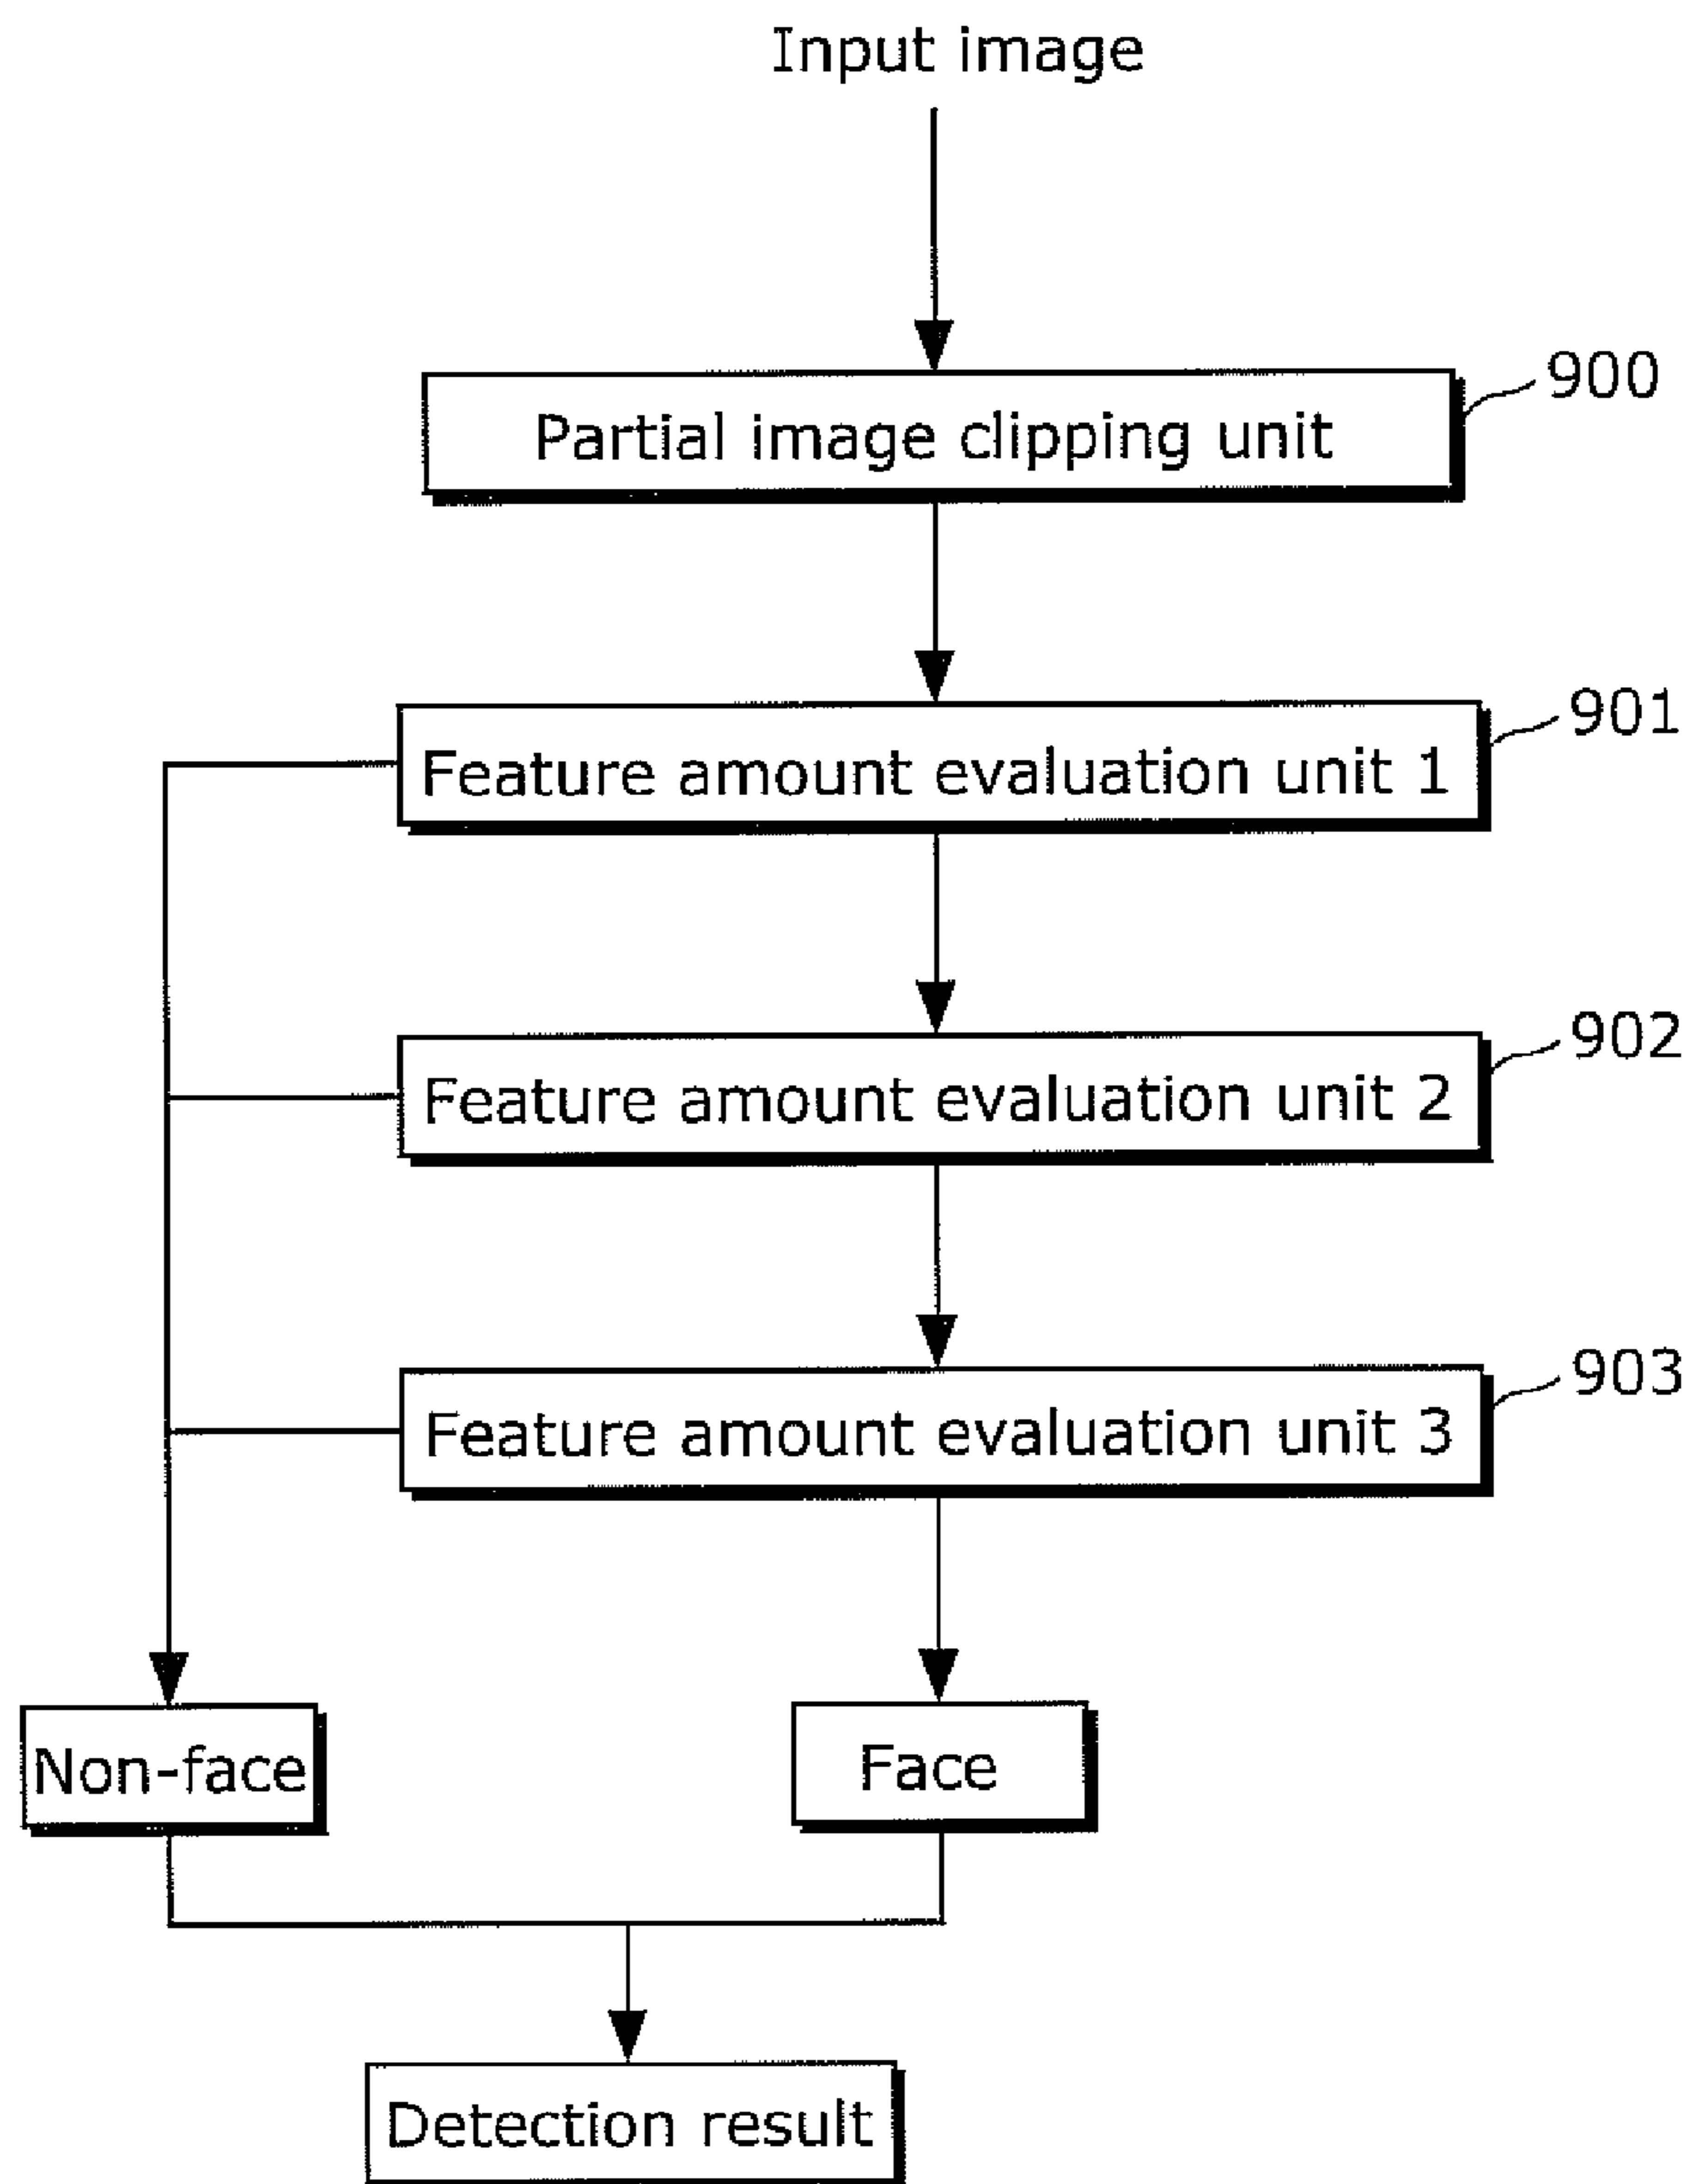 Input image
900
Partial image clipping unit
901
Feature amount evaluation unit 1
902
Feature amount evaluation unit 2
903
Feature amount evaluation unit 3
Non-face
Face
Detection result